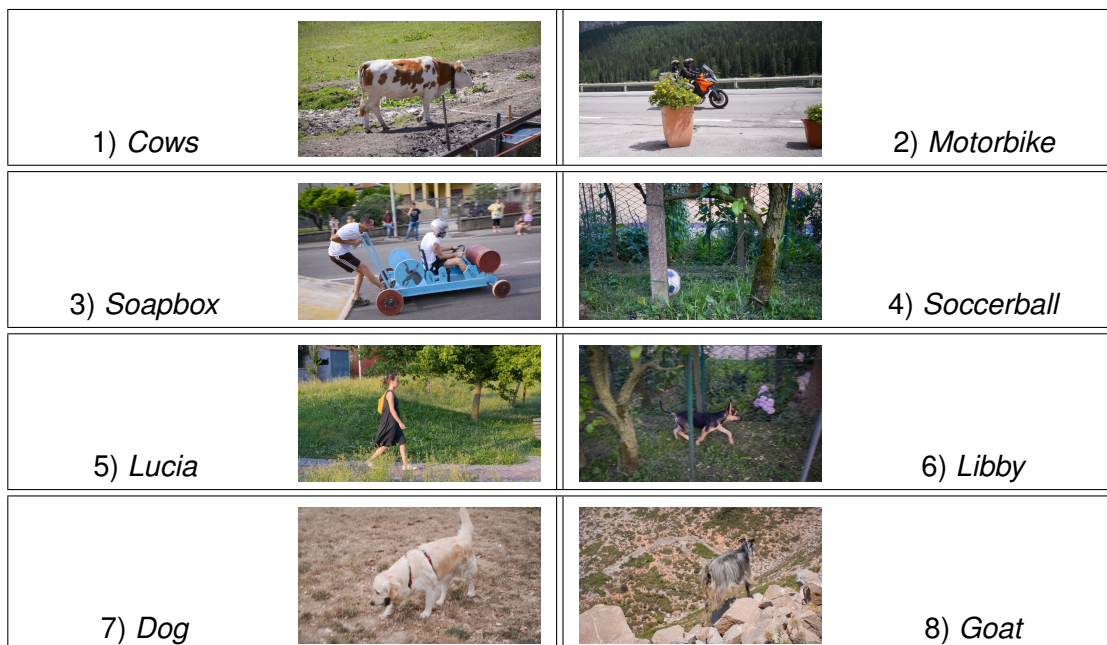 1) Cows
2) Motorbike
3) Soapbox
4) Soccerball
5) Lucia
6) Libby
7) Dog
8) Goat